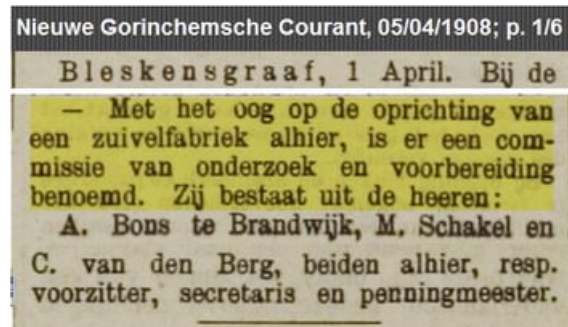 Nieuwe Gorinchemsche Courant, 05/04/1908; p. 1/6
Bleskensgraaf, 1 April. Bij de
— Met het oog op de oprichting van
een zuivelfabriek alhier, is er een com-
missie van onderzoek en voorbereiding
benoemd. Zij bestaat uit de heeren:
A. Bons te Brandwijk, M. Schakel en
C. van den Berg, beiden alhier, resp.
voorzitter, secretaris en penningmeester.